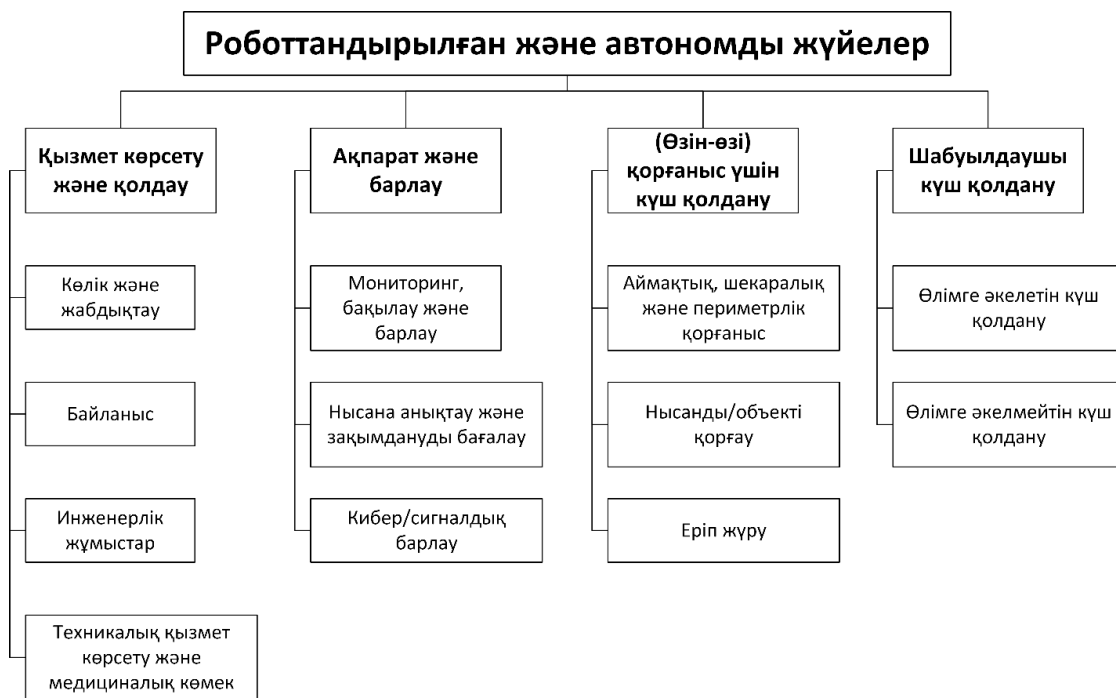 Роботтандырылған және автономды жүйелер
Қызмет көрсету
және қолдау
Көлік және
жабдықтау
Байланыс
Инженерлік
жұмыстар
Техникалық қызмет
көрсету және
медициналық көмек
Ақпарат және
барлау
Мониторинг,
бақылау және
барлау
Нысана анықтау және
зақымдануды бағалау
Кибер/сигналдық
барлау
(Өзін-өзі)
қорғаныс үшін
күш қолдану
Аймақтық, шекаралық
және периметрлік
қорғаныс
Нысанды/объекті
қорғау
Еріп жүру
Шабуылдаушы
күш қолдану
Өлімге әкелетін күш
қолдану
Өлімге әкелмейтін күш
қолдану